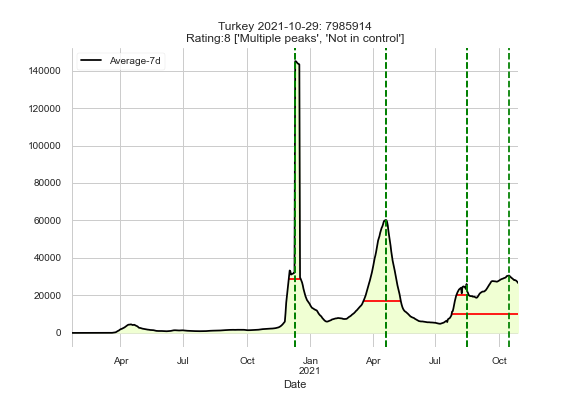 Turkey 2021-10-29: 7985914
Rating:8 ['Multiple peaks', 'Not in control']
Average-7d
140000
120000
100000
80000
60000
40000
20000
0
Apr Jul Oct Jan Apr Jul Oct
2021
Date